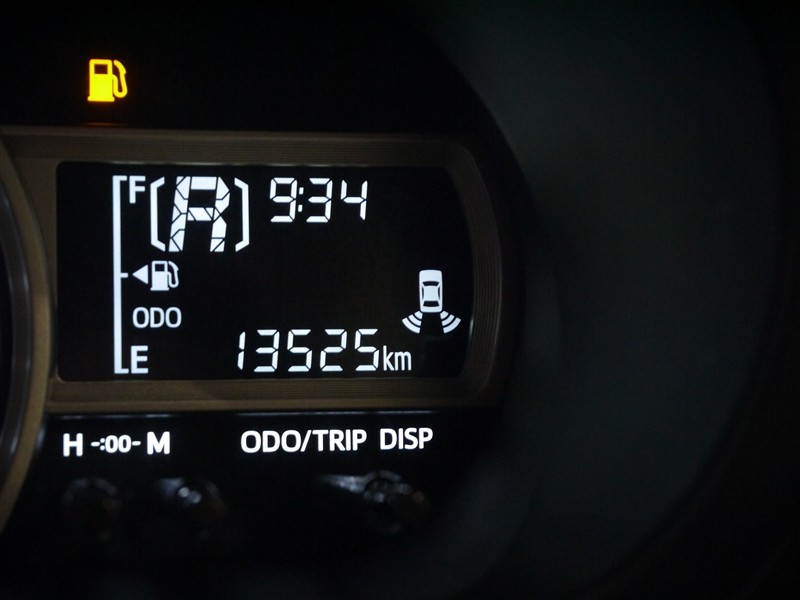 F [R] 9:34
ODO
E 13525km
H -:00- M ODO/TRIP DISP